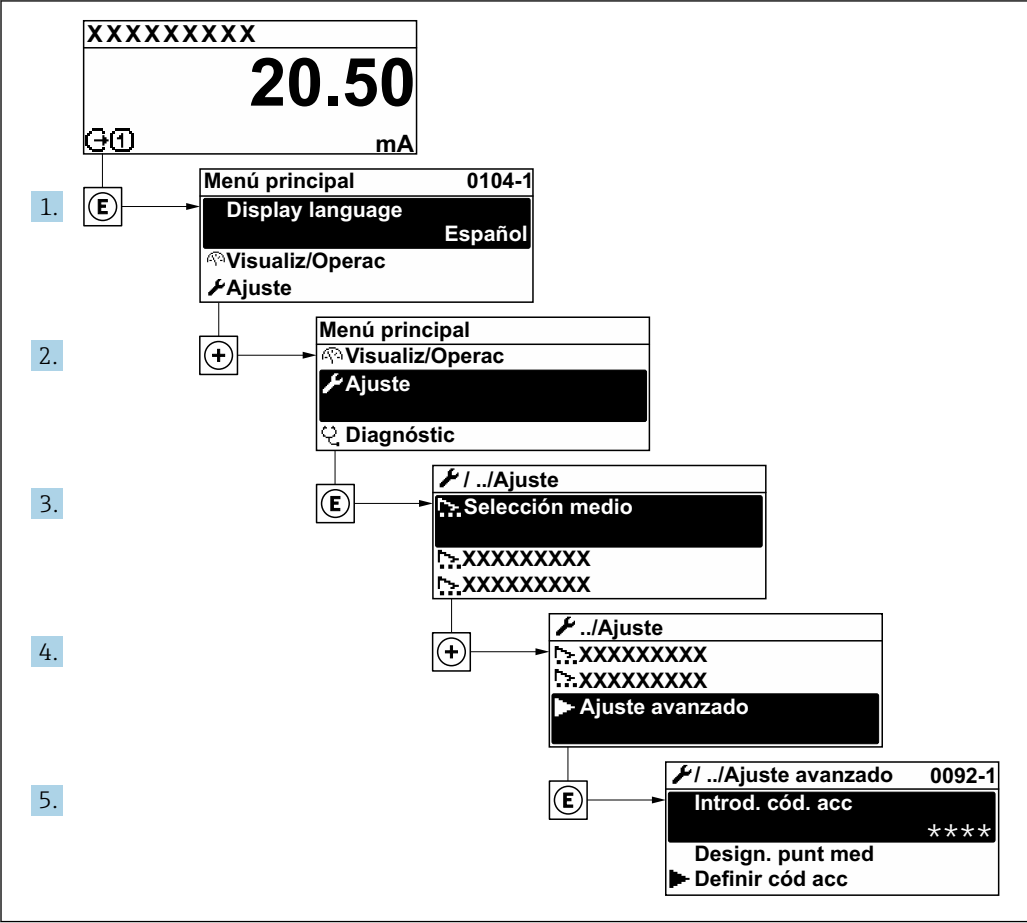 XXXXXXXXX
20.50
1 mA
Menú principal 0104-1
1. E Display language
Español
Visualiz/Operac
Ajuste
Menú principal
2. + Visualiz/Operac
Ajuste
Diagnóstic
/ ../Ajuste
3. E Selección medio
XXXXXXXXX
XXXXXXXXX
../Ajuste
4. + XXXXXXXXX
XXXXXXXXX
Ajuste avanzado
/ ../Ajuste avanzado 0092-1
5. E Introd. cód. acc
****
Design. punt med
Definir cód acc